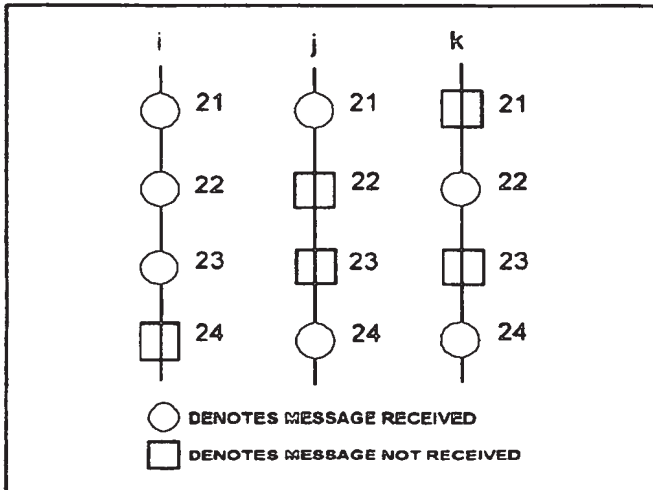 i j k
21 21 21
22 22 22
23 23 23
24 24 24
DENOTES MESSAGE RECEIVED
DENOTES MESSAGE NOT RECEIVED